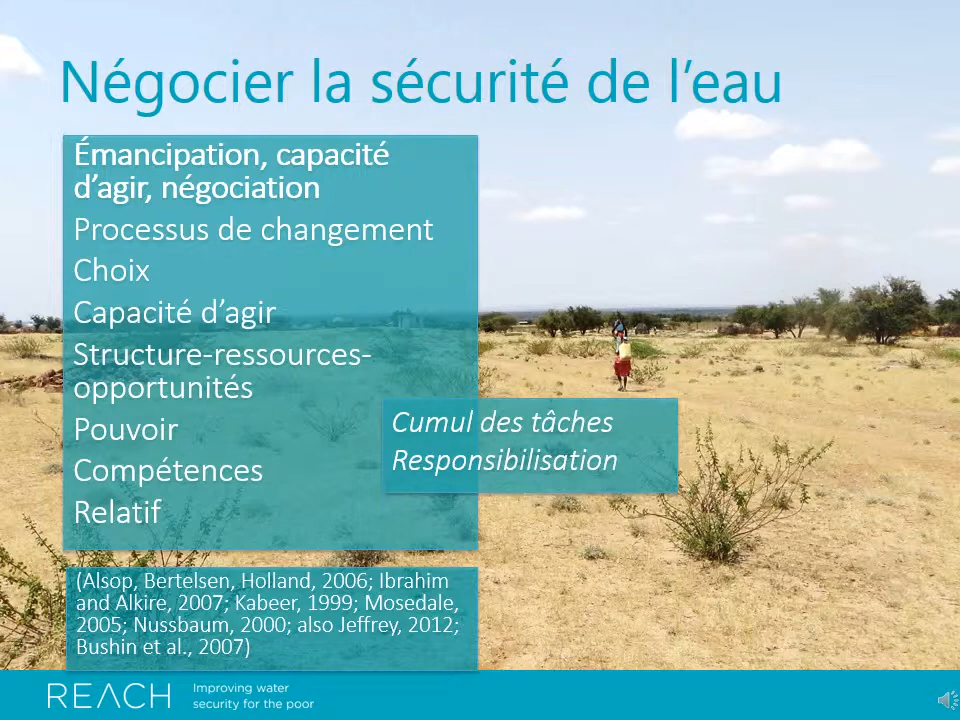 Négocier la sécurité de l’eau
Émancipation, capacité
d’agir, négociation
Processus de changement
Choix
Capacité d’agir
Structure-ressources-
opportunités
Pouvoir
Compétences
Relatif
Cumul des tâches
Responsibilisation
(Alsop, Bertelsen, Holland, 2006; Ibrahim
and Alkire, 2007; Kabeer, 1999; Mosedale,
2005; Nussbaum, 2000; also Jeffrey, 2012;
Bushin et al., 2007)
REACH
Improving water
security for the poor